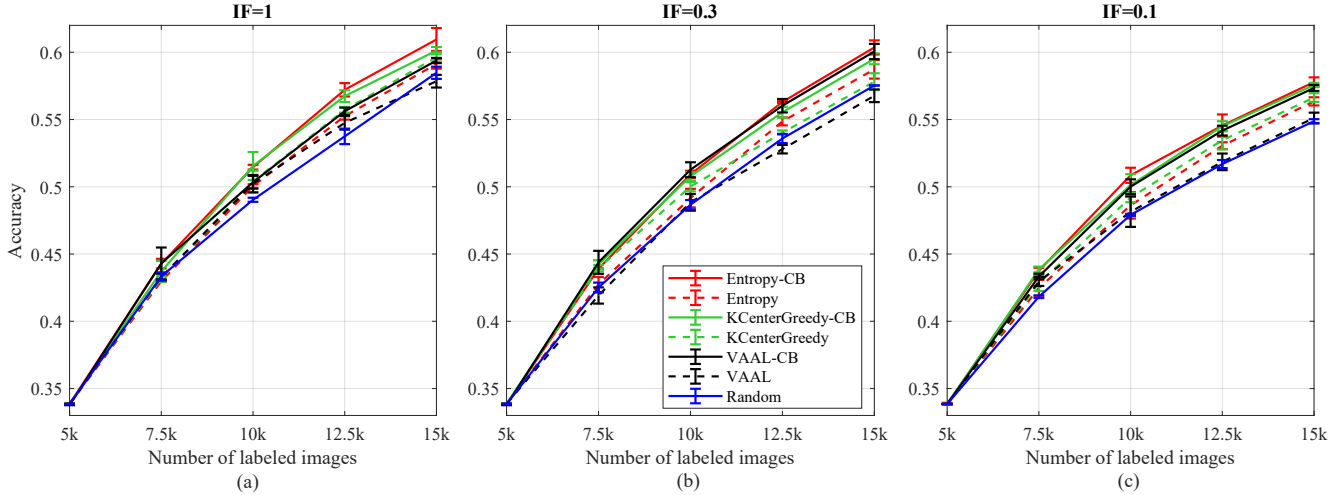 IF=1
Accuracy
0.6
0.55
0.5
0.45
0.4
0.35
5k 7.5k 10k 12.5k 15k
Number of labeled images
(a)
IF=0.3
0.6
0.55
0.5
0.45
0.4
0.35
Entropy-CB
Entropy
KCenterGreedy-CB
KCenterGreedy
VAAL-CB
VAAL
Random
5k 7.5k 10k 12.5k 15k
Number of labeled images
(b)
IF=0.1
0.6
0.55
0.5
0.45
0.4
0.35
5k 7.5k 10k 12.5k 15k
Number of labeled images
(c)